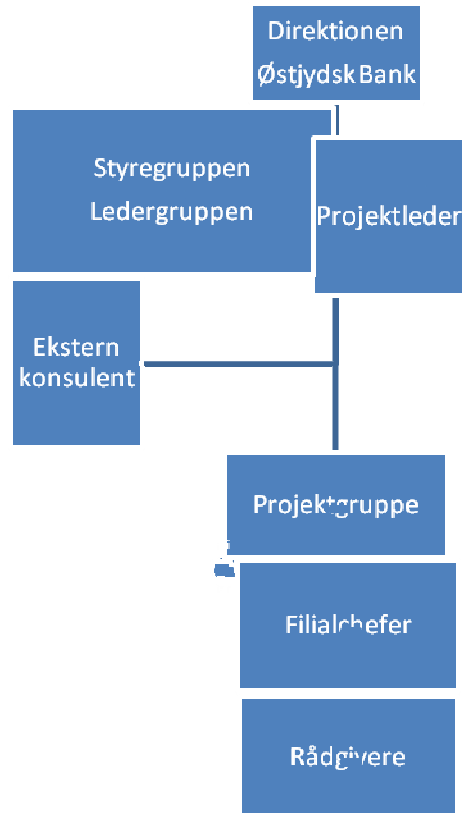 Direktionen
Østjydsk Bank
Styregruppen
Ledergruppen
Projektleder
Ekstern
konsulent
Projektgruppe
Filialchefer
Rådgivere